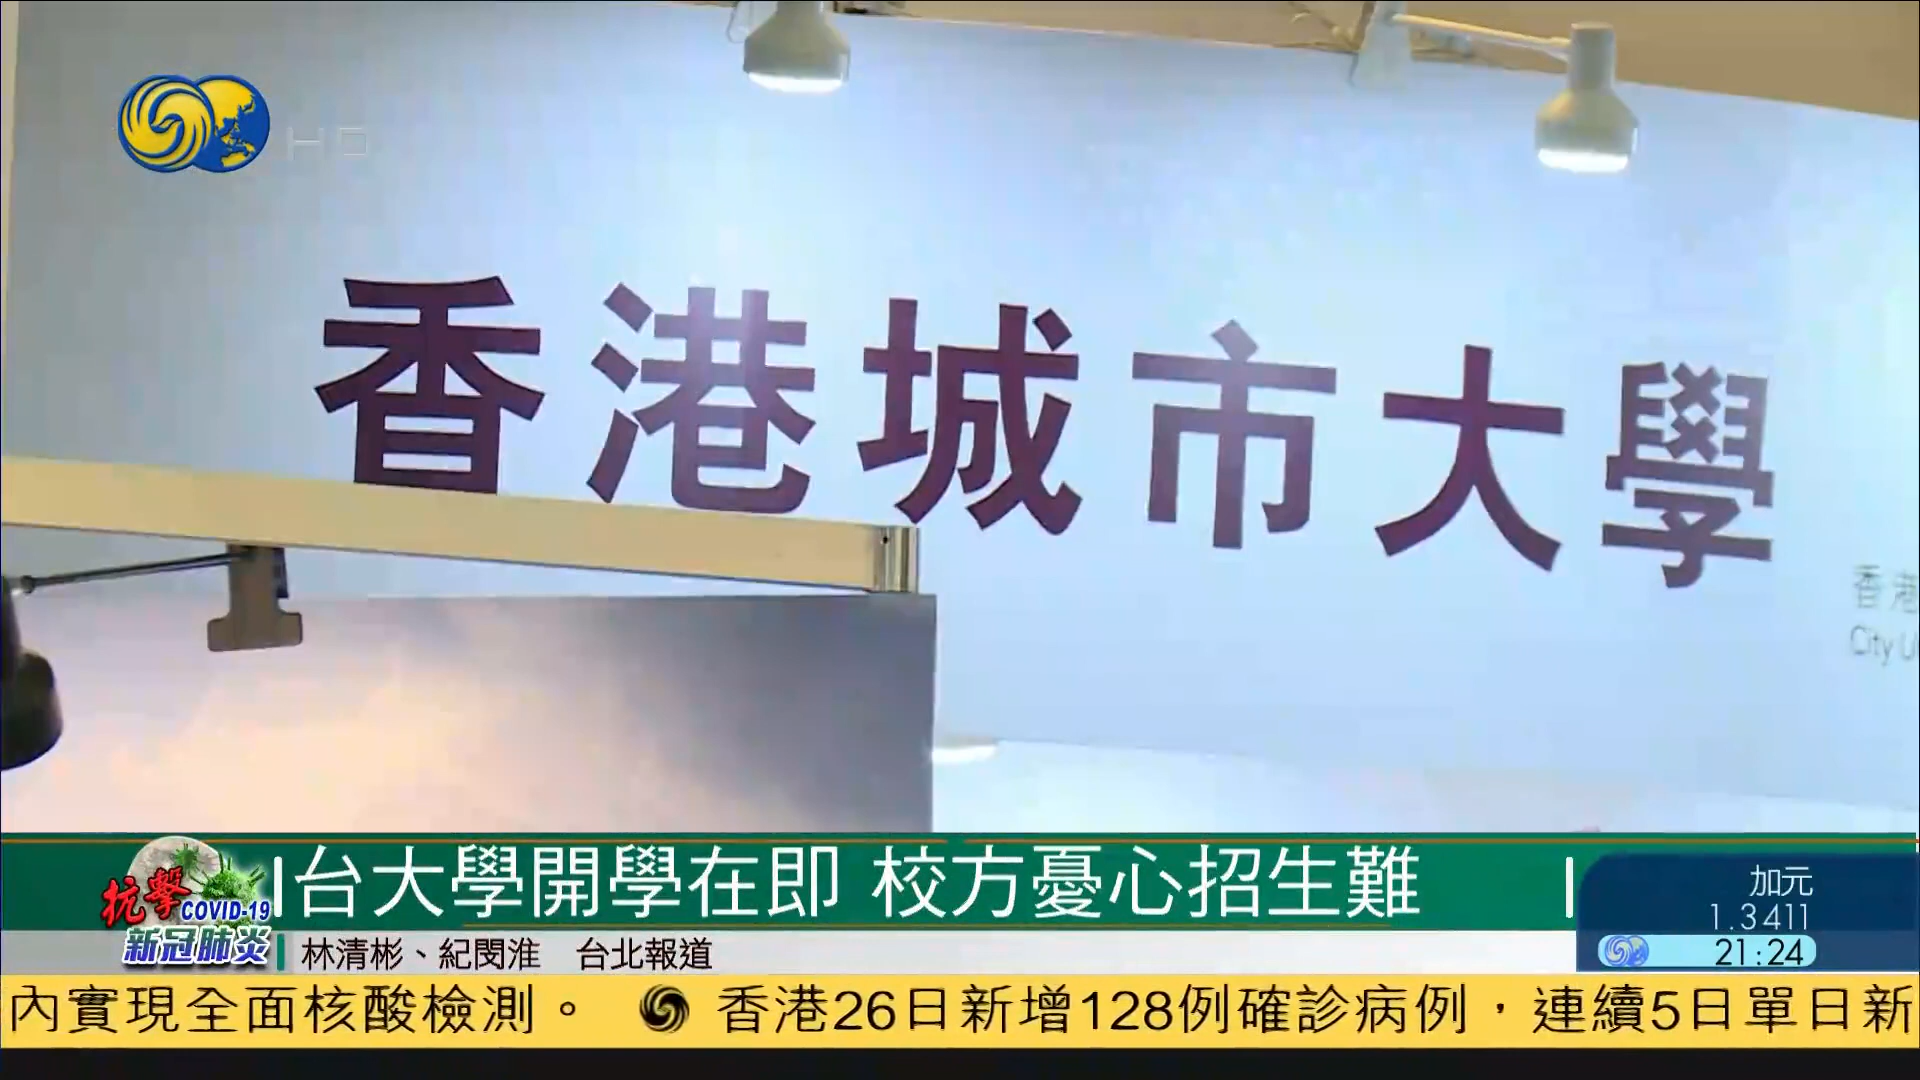 HD
香港城市大學
香港
City U
台大學開學在即 校方憂心招生難
抗擊
COVID-19
新冠肺炎
林清彬、紀閔淮 台北報道
加元
1.3411
21:24
內實現全面核酸檢測。 香港26日新增128例確診病例，連續5日單日新